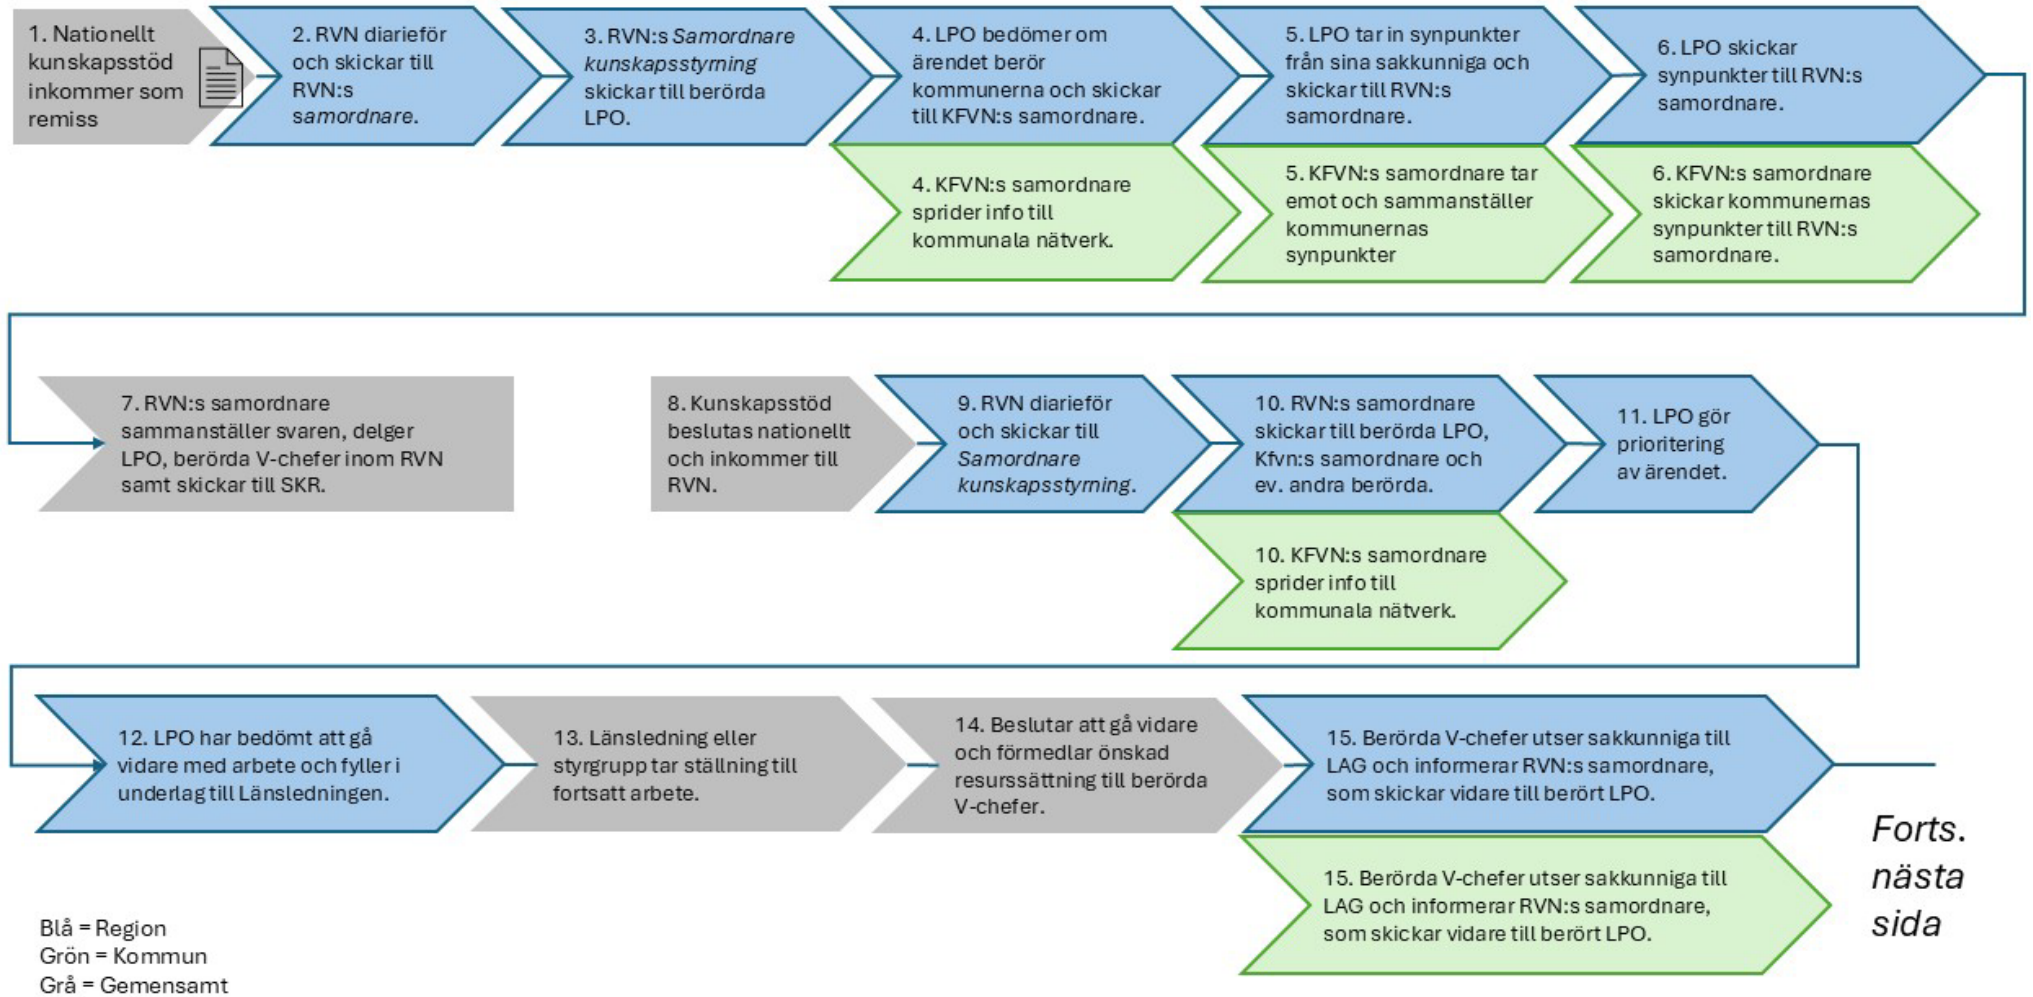 1. Nationellt
kunskapsstöd
inkommer som
remiss
2. RVN diarieför
och skickar till
RVN:s
samordnare.
3. RVN:s Samordnare
kunskapsstyrning
skickar till berörda
LPO.
4. LPO bedömer om
ärendet berör
kommunerna och skickar
till KFVN:s samordnare.
5. LPO tar in synpunkter
från sina sakkunniga och
skickar till RVN:s
samordnare.
6. LPO skickar
synpunkter till RVN:s
samordnare.
4. KFVN:s samordnare
sprider info till
kommunala nätverk.
5. KFVN:s samordnare tar
emot och sammanställer
kommunernas
synpunkter
6. KFVN:s samordnare
skickar kommunernas
synpunkter till RVN:s
samordnare.
7. RVN:s samordnare
sammanställer svaren, delger
LPO, berörda V-chefer inom RVN
samt skickar till SKR.
8. Kunskapsstöd
beslutas nationellt
och inkommer till
RVN.
9. RVN diarieför
och skickar till
Samordnare
kunskapsstyrning.
10. RVN:s samordnare
skickar till berörda LPO,
Kfvn:s samordnare och
ev. andra berörda.
11. LPO gör
prioritering
av ärendet.
10. KFVN:s samordnare
sprider info till
kommunala nätverk.
12. LPO har bedömt att gå
vidare med arbete och fyller i
underlag till Länsledningen.
13. Länsledning eller
styrgrupp tar ställning till
fortsatt arbete.
14. Beslutar att gå vidare
och förmedlar önskad
resurssättning till berörda
V-chefer.
15. Berörda V-chefer utser sakkunniga till
LAG och informerar RVN:s samordnare,
som skickar vidare till berört LPO.
15. Berörda V-chefer utser sakkunniga till
LAG och informerar RVN:s samordnare,
som skickar vidare till berört LPO.
Forts.
nästa
sida
Blå = Region
Grön = Kommun
Grå = Gemensamt